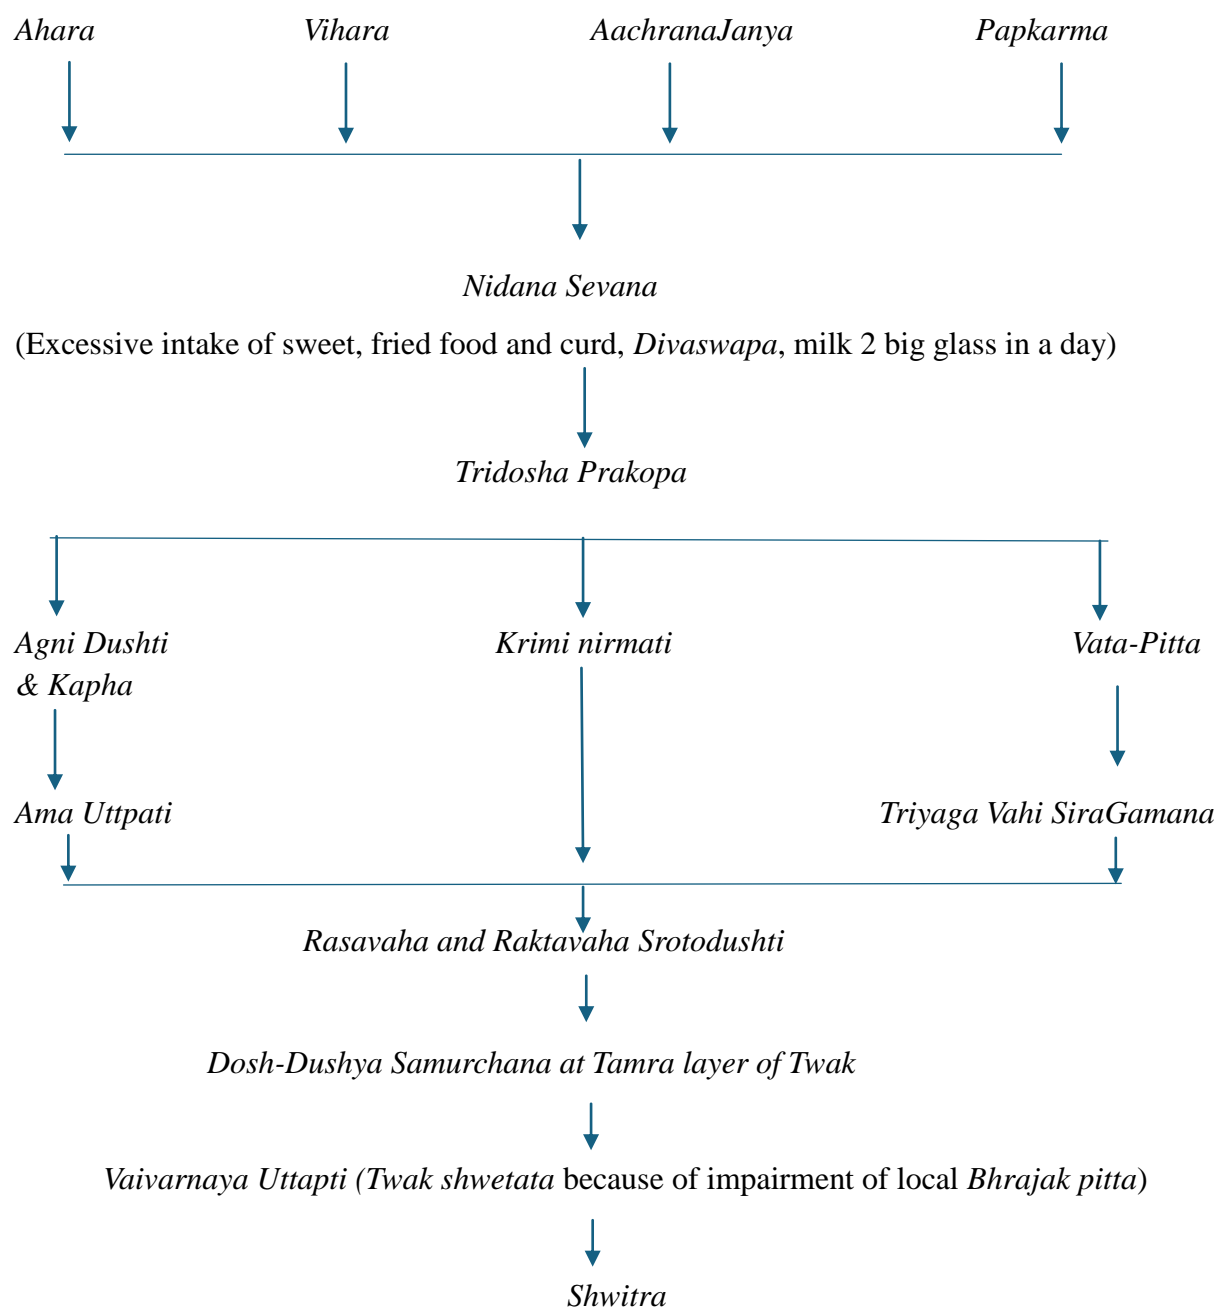 Ahara Vihara AachranaJanya Papkarma
Nidana Sevana
(Excessive intake of sweet, fried food and curd, Divaswapa, milk 2 big glass in a day)
Tridosha Prakopa
Agni Dushti Krimi nirmati Vata-Pitta
& Kapha
Ama Uttpati Triyaga Vahi SiraGamana
Rasavaha and Raktavaha Srotodushti
Dosh-Dushya Samurchana at Tamra layer of Twak
Vaivarnaya Uttapti (Twak shwetata because of impairment of local Bhrajak pitta)
Shwitra